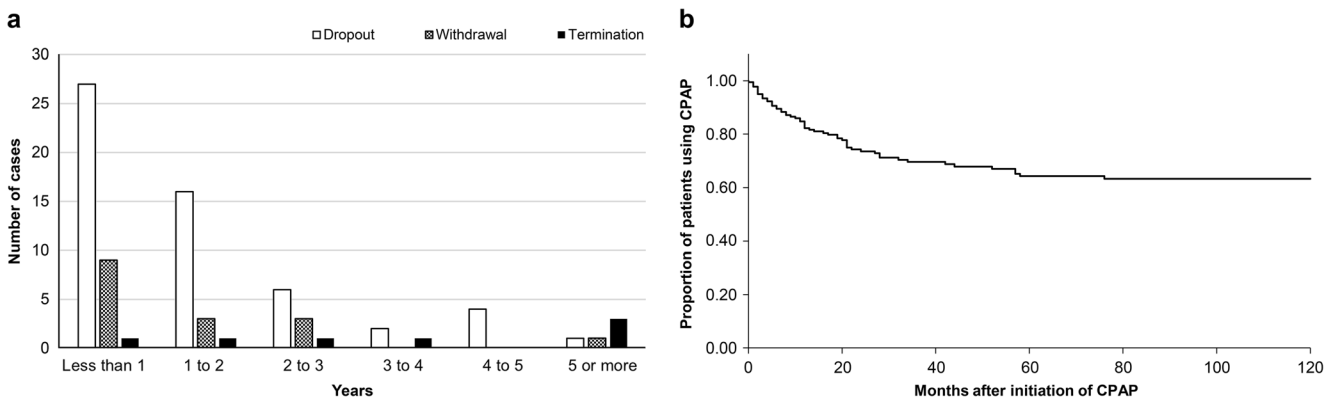 a
Dropout Withdrawal Termination
30
25
20
15
10
5
0
Number of cases
Less than 1 1 to 2 2 to 3 3 to 4 4 to 5 5 or more
Years
b
1.00
0.80
0.60
0.40
0.20
0.00
Proportion of patients using CPAP
0 20 40 60 80 100 120
Months after initiation of CPAP